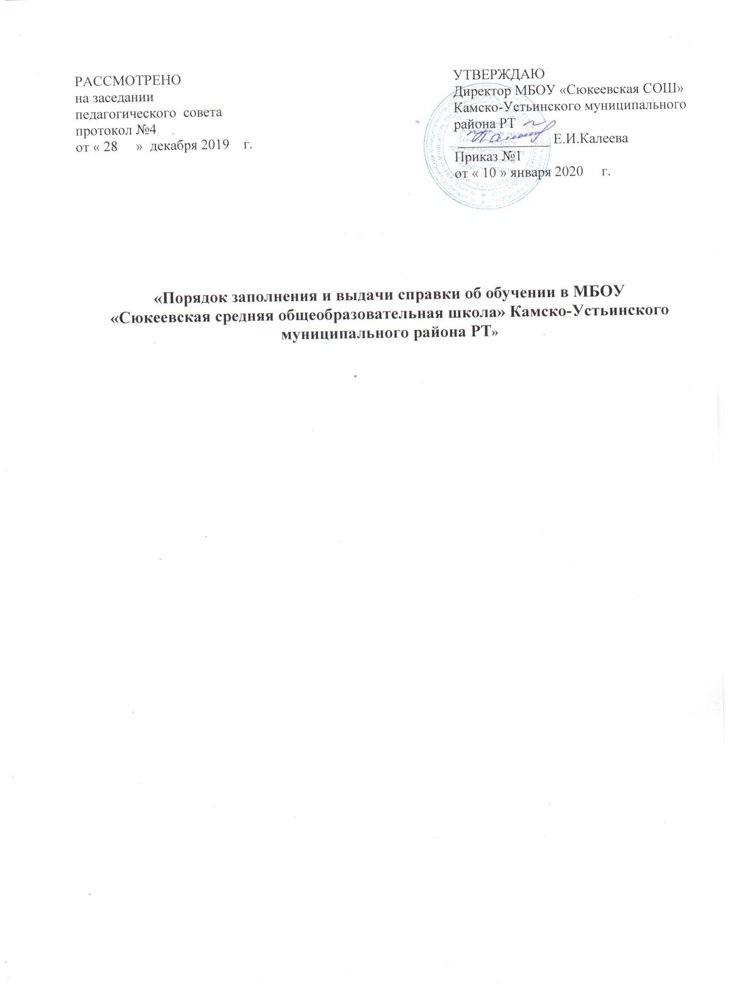 РАССМОТРЕНО
на заседании
педагогического совета
протокол №4
от « 28 » декабря 2019 г.
УТВЕРЖДАЮ
Директор МБОУ «Сюкеевская СОШ»
Камско-Устьинского муниципального
района РТ
Е.И.Калеева
Приказ №1
от « 10 » января 2020 г.
«Порядок заполнения и выдачи справки об обучении в МБОУ
«Сюкеевская средняя общеобразовательная школа» Камско-Устьинского
муниципального района РТ»